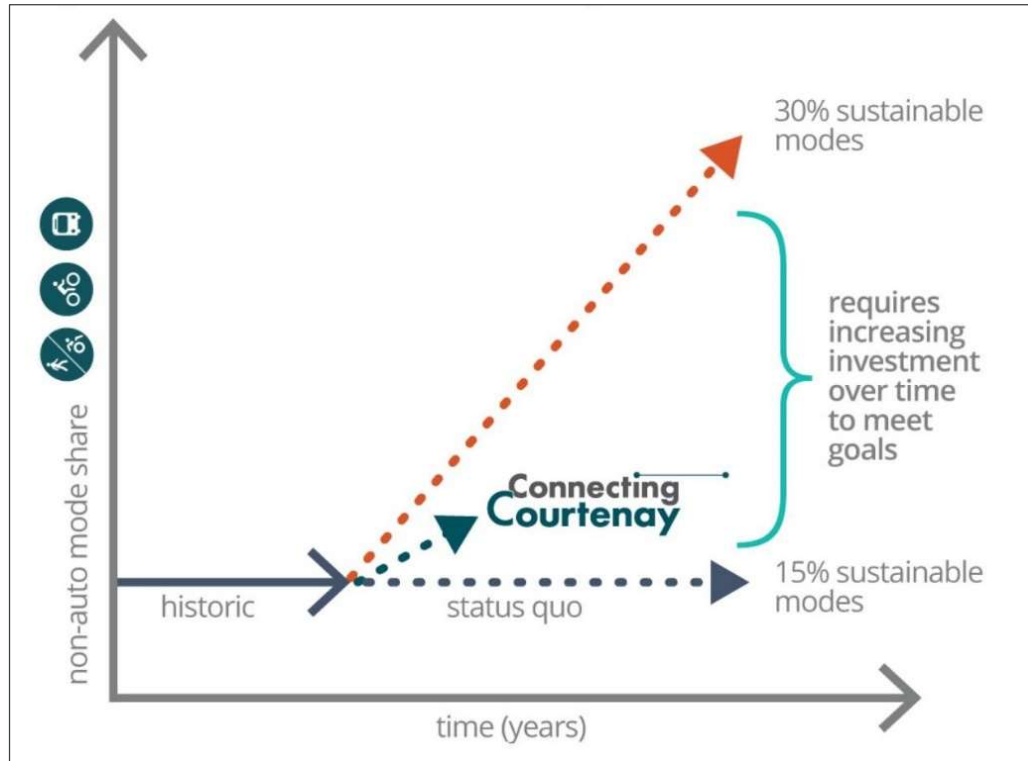 30% sustainable
modes
requires
increasing
investment
over time
to meet
goals
Connecting
Courtenay
15% sustainable
modes
historic
status quo
non-auto mode share
time (years)